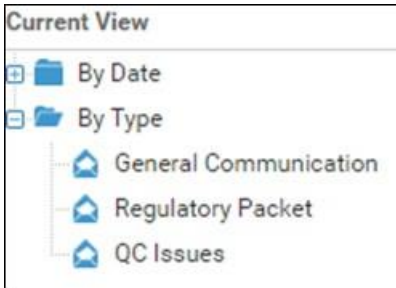 Current View
By Date
By Type
General Communication
Regulatory Packet
QC Issues